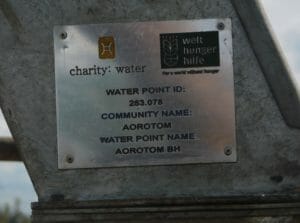 charity: water
welt
hunger
hilfe
For a world without hunger
WATER POINT ID:
263.078
COMMUNITY NAME:
AOROTOM
WATER POINT NAME:
AOROTOM BH